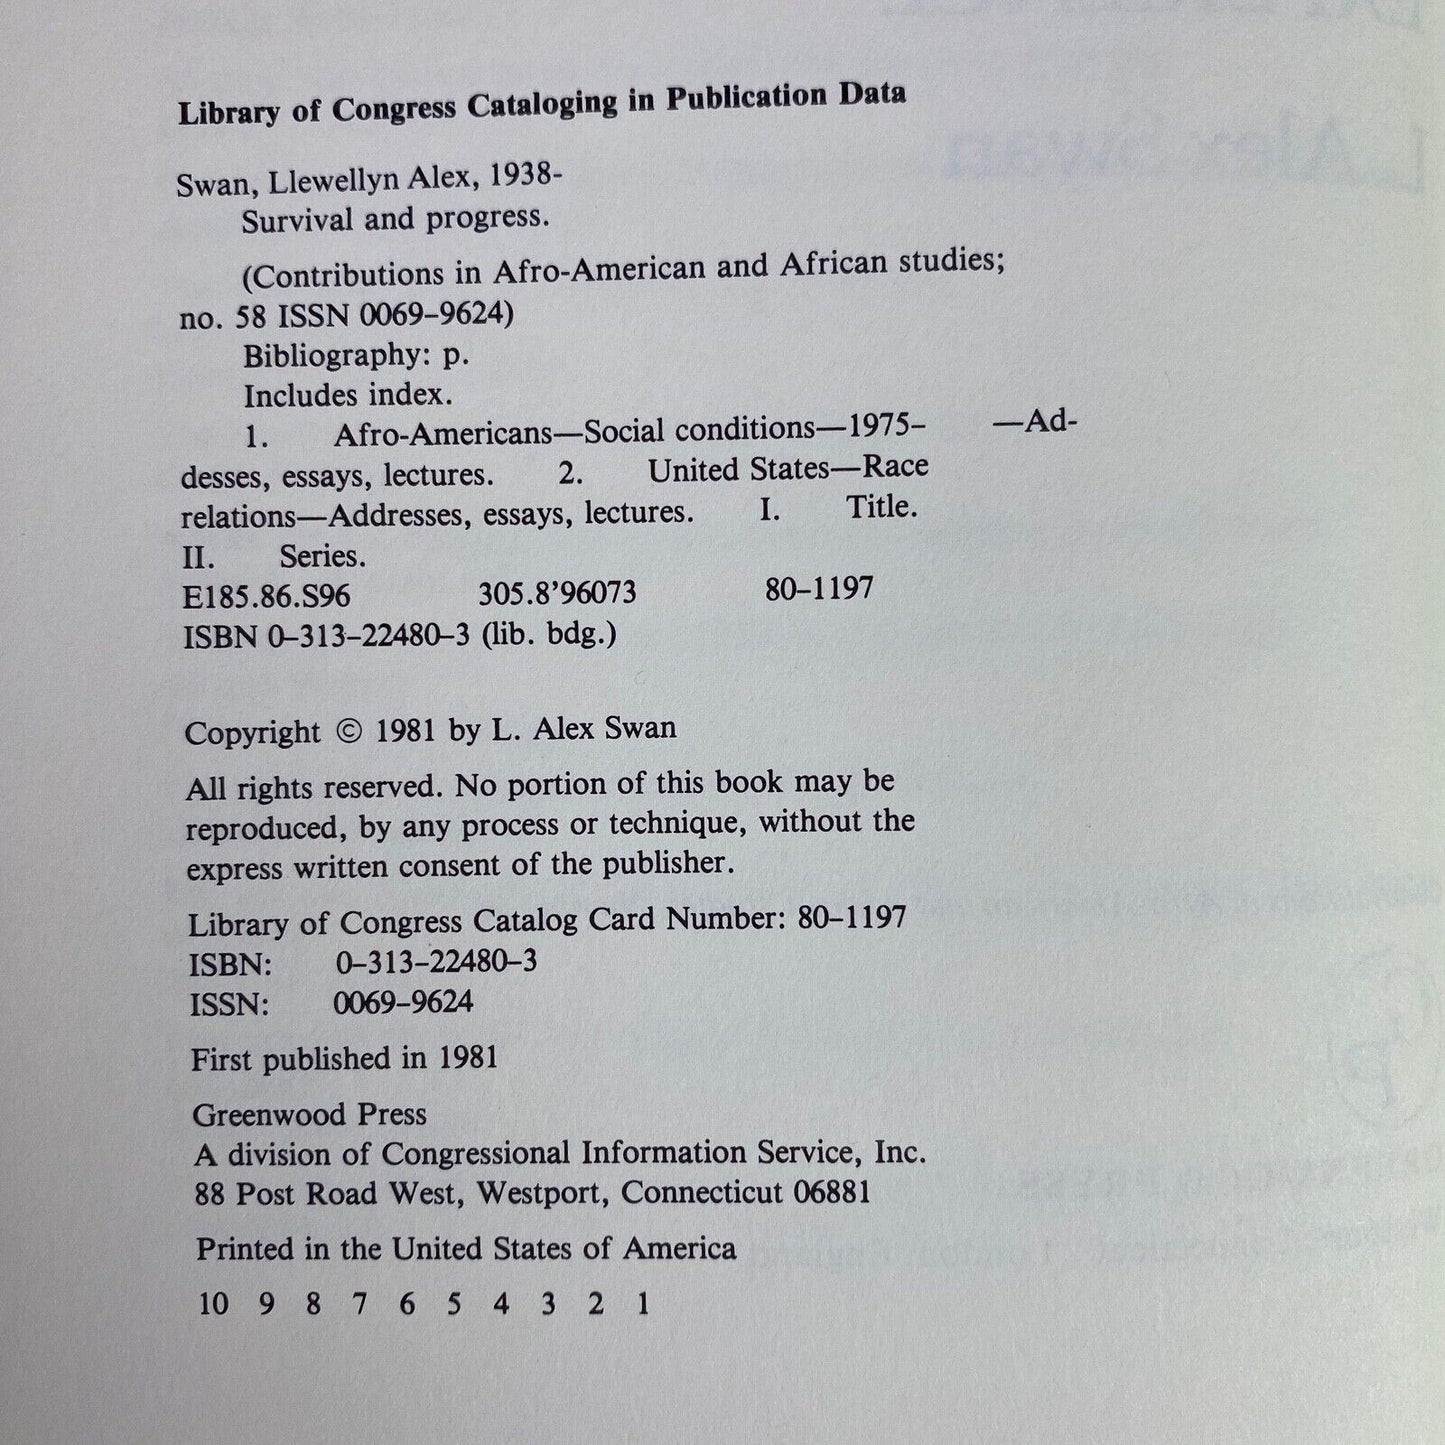 Library of Congress Cataloging in Publication Data
Swan, Llewellyn Alex, 1938-
Survival and progress.
(Contributions in Afro-American and African studies;
no. 58 ISSN 0069–9624)
Bibliography: p.
Includes index.
1. Afro-Americans—Social conditions—1975– —Ad-
desses, essays, lectures. 2. United States—Race
relations—Addresses, essays, lectures. I. Title.
II. Series.
E185.86.S96 305.8’96073 80–1197
ISBN 0–313–22480–3 (lib. bdg.)
Copyright © 1981 by L. Alex Swan
All rights reserved. No portion of this book may be
reproduced, by any process or technique, without the
express written consent of the publisher.
Library of Congress Catalog Card Number: 80–1197
ISBN: 0–313–22480–3
ISSN: 0069–9624
First published in 1981
Greenwood Press
A division of Congressional Information Service, Inc.
88 Post Road West, Westport, Connecticut 06881
Printed in the United States of America
10 9 8 7 6 5 4 3 2 1